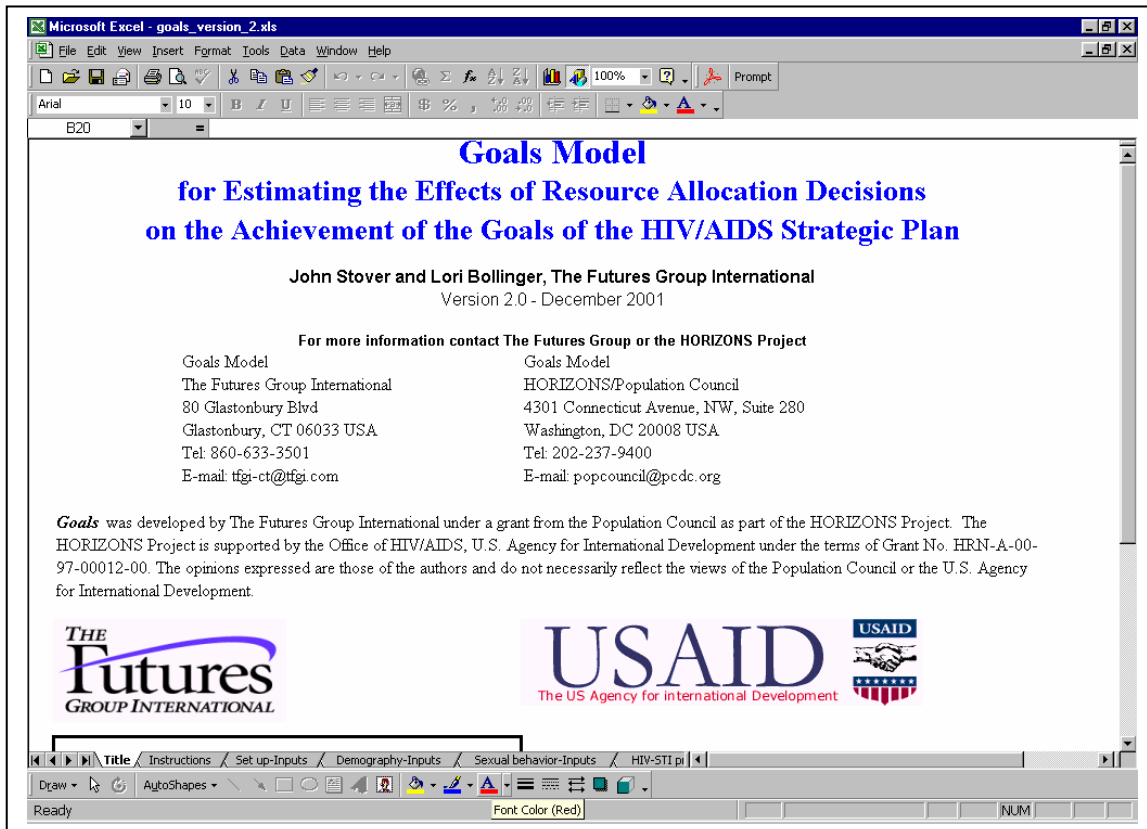 Microsoft Excel - goals_version_2.xls
File Edit View Insert Format Tools Data Window Help
100% Prompt
Arial 10 B I U $ % ,
B20 =
Goals Model
for Estimating the Effects of Resource Allocation Decisions
on the Achievement of the Goals of the HIV/AIDS Strategic Plan
John Stover and Lori Bollinger, The Futures Group International
Version 2.0 - December 2001
For more information contact The Futures Group or the HORIZONS Project
Goals Model Goals Model
The Futures Group International HORIZONS/Population Council
80 Glastonbury Blvd 4301 Connecticut Avenue, NW, Suite 280
Glastonbury, CT 06033 USA Washington, DC 20008 USA
Tel: 860-633-3501 Tel: 202-237-9400
E-mail: tfgi-ct@tfgi.com E-mail: popcouncil@pcdc.org
Goals was developed by The Futures Group International under a grant from the Population Council as part of the HORIZONS Project. The
HORIZONS Project is supported by the Office of HIV/AIDS, U.S. Agency for International Development under the terms of Grant No. HRN-A-00-
97-00012-00. The opinions expressed are those of the authors and do not necessarily reflect the views of the Population Council or the U.S. Agency
for International Development.
THE
Futures
GROUP INTERNATIONAL
USAID
The US Agency for international Development
USAID
Title Instructions Set up-Inputs Demography-Inputs Sexual behavior-Inputs HIV-STI pi
Draw AutoShapes A
Ready Font Color (Red) NUM